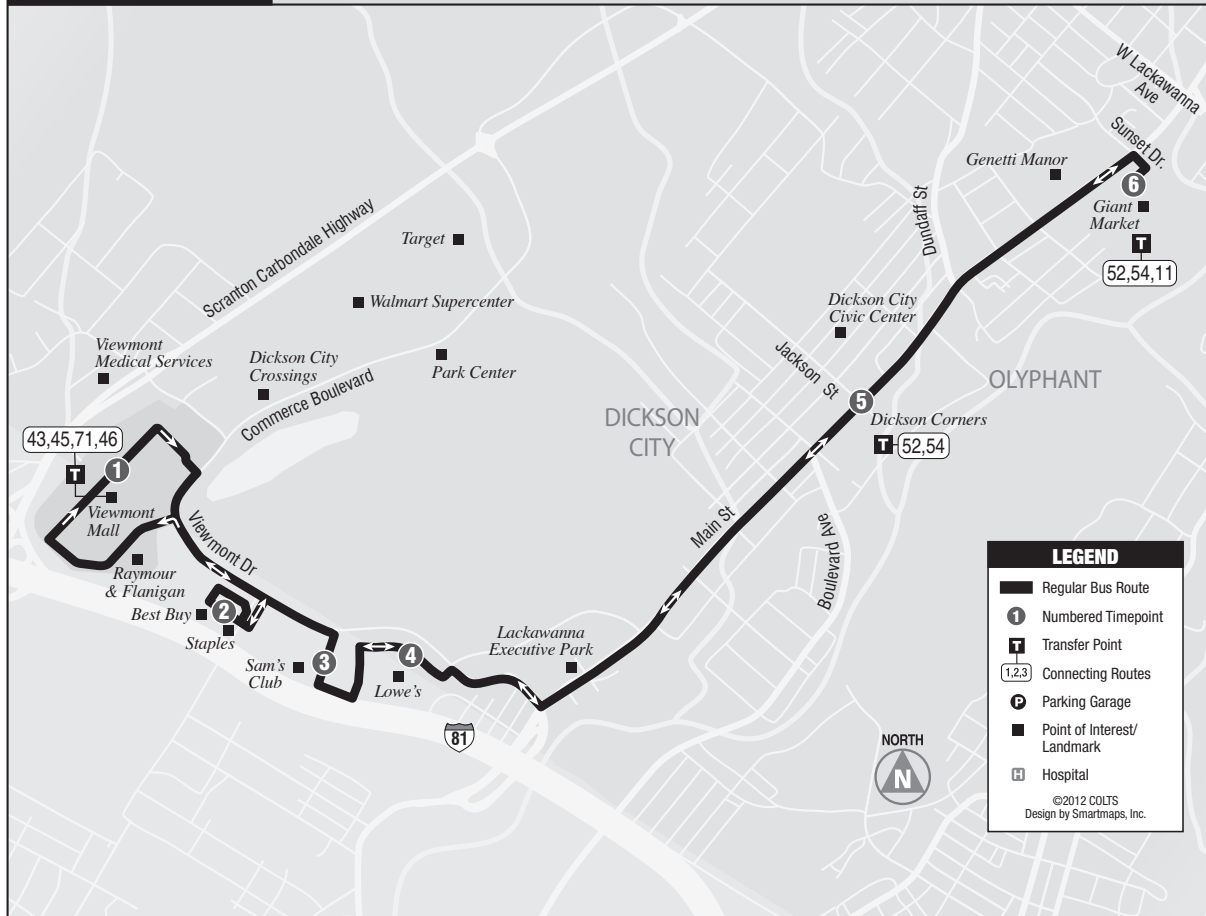 W Lackawanna
Ave
Sunset Dr.
Genetti Manor
6
Giant
Market
T
52,54,11
Dundaff St
Scranton Carbondale Highway
Target
Walmart Supercenter
Dickson City
Civic Center
Viewmont
Medical Services
Dickson City
Crossings
Park Center
Commerce Boulevard
Jackson St
OLYPHANT
5
DICKSON
CITY
Dickson Corners
T
52,54
43,45,71,46
T
1
Viewmont
Mall
Viewmont Dr
Main St
Boulevard Ave
Raymour
& Flanigan
Best Buy
2
Staples
Sam's
Club
3
4
Lowe's
Lackawanna
Executive Park
81
NORTH
N
LEGEND
Regular Bus Route
1
Numbered Timepoint
T
Transfer Point
1,2,3
Connecting Routes
P
Parking Garage
Point of Interest/
Landmark
H
Hospital
©2012 COLTS
Design by Smartmaps, Inc.